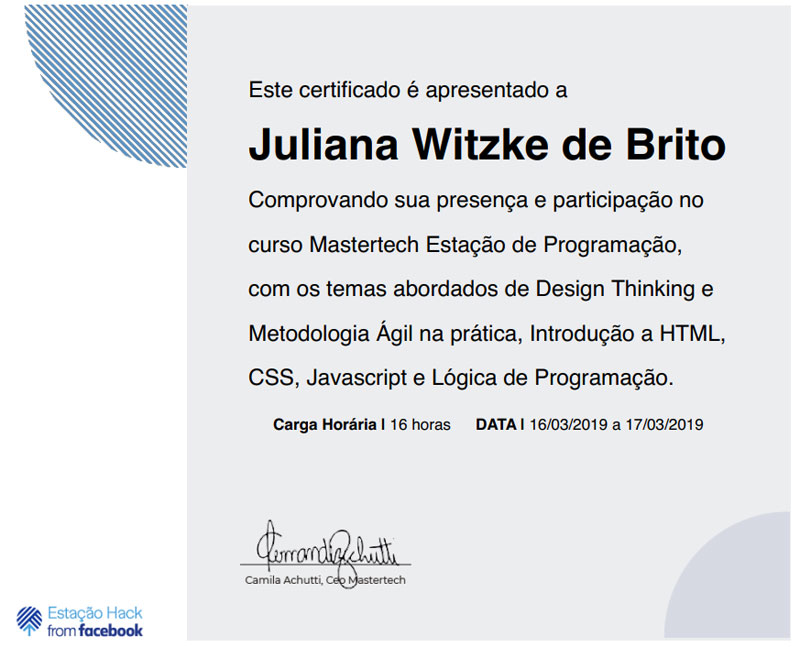 Este certificado é apresentado a
Juliana Witzke de Brito
Comprovando sua presença e participação no
curso Mastertech Estação de Programação,
com os temas abordados de Design Thinking e
Metodologia Ágil na prática, Introdução a HTML,
CSS, Javascript e Lógica de Programação.
Carga Horária | 16 horas DATA | 16/03/2019 a 17/03/2019
Camila Achutti, Ceo Mastertech
Estação Hack
from facebook